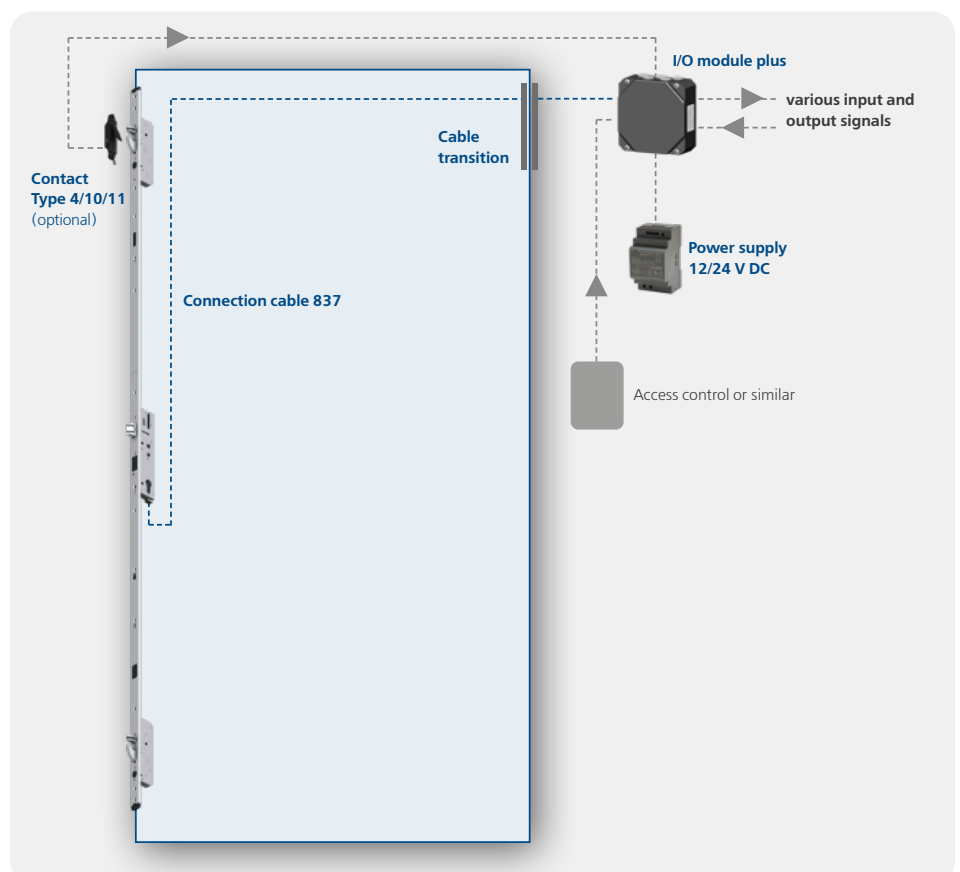 I/O module plus
various input and
output signals
Cable
transition
Contact
Type 4/10/11
(optional)
Power supply
12/24 V DC
Connection cable 837
Access control or similar